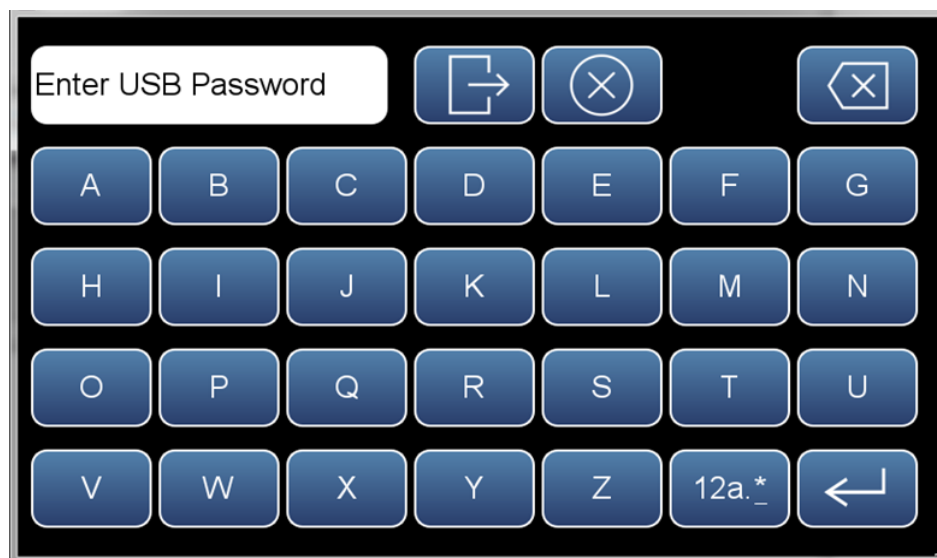 Enter USB Password
A B C D E F G
H I J K L M N
O P Q R S T U
V W X Y Z 12a.*_